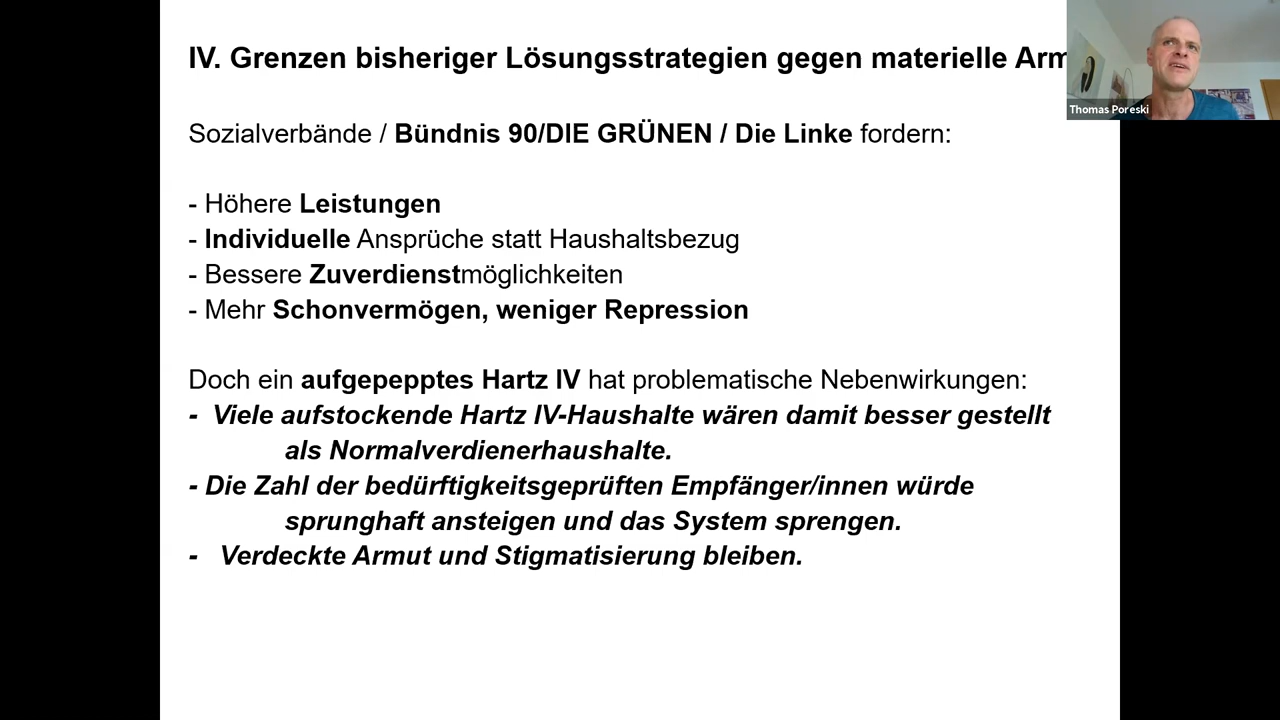 IV. Grenzen bisheriger Lösungsstrategien gegen materielle Arm
Thomas Poreski
Sozialverbände / Bündnis 90/DIE GRÜNEN / Die Linke fordern:
- Höhere Leistungen
- Individuelle Ansprüche statt Haushaltsbezug
- Bessere Zuverdienstmöglichkeiten
- Mehr Schonvermögen, weniger Repression
Doch ein aufgepepptes Hartz IV hat problematische Nebenwirkungen:
- Viele aufstockende Hartz IV-Haushalte wären damit besser gestellt
als Normalverdienerhaushalte.
- Die Zahl der bedürftigkeitsgeprüften Empfänger/innen würde
sprunghaft ansteigen und das System sprengen.
- Verdeckte Armut und Stigmatisierung bleiben.